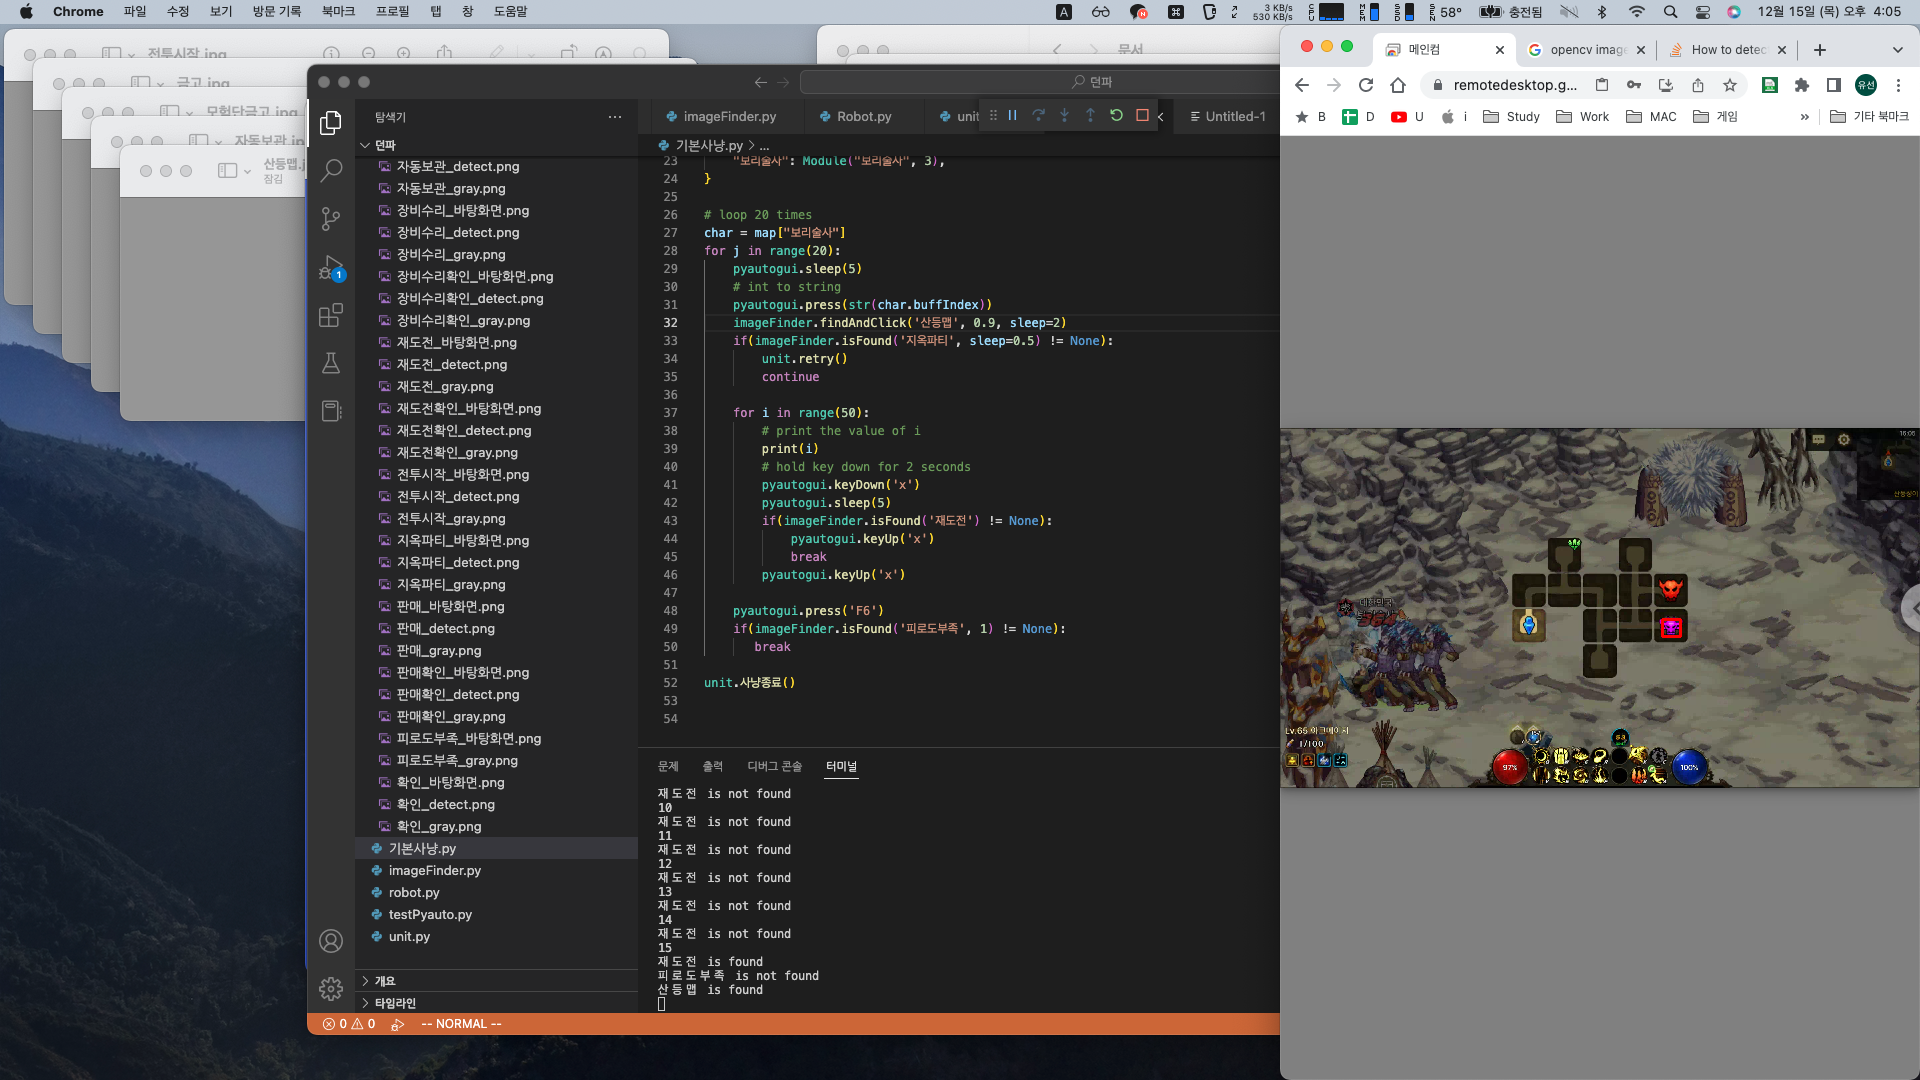 Chrome 파일 수정 보기 방문 기록 북마크 프로필 탭 창 도움말
3 KB/s
530 KB/s
58° 충전됨 12월 15일 (목) 오후 4:05
전투시작.jpg
금고.jpg
모험단금고.jpg
자동보관.jpg
산등맵.j
잠김
문서
던파
탐색기
던파
자동보관_detect.png
자동보관_gray.png
장비수리_바탕화면.png
장비수리_detect.png
장비수리_gray.png
장비수리확인_바탕화면.png
장비수리확인_detect.png
장비수리확인_gray.png
재도전_바탕화면.png
재도전_detect.png
재도전_gray.png
재도전확인_바탕화면.png
재도전확인_detect.png
재도전확인_gray.png
전투시작_바탕화면.png
전투시작_detect.png
전투시작_gray.png
지옥파티_바탕화면.png
지옥파티_detect.png
지옥파티_gray.png
판매_바탕화면.png
판매_detect.png
판매_gray.png
판매확인_바탕화면.png
판매확인_detect.png
판매확인_gray.png
피로도부족_바탕화면.png
피로도부족_gray.png
확인_바탕화면.png
확인_detect.png
확인_gray.png
기본사냥.py
imageFinder.py
robot.py
testPyauto.py
unit.py
개요
타임라인
1
imageFinder.py Robot.py unit Untitled-1
기본사냥.py > ...
23 "보리술사": Module("보리술사", 3),
24 }
25
26 # loop 20 times
27 char = map["보리술사"]
28 for j in range(20):
29 pyautogui.sleep(5)
30 # int to string
31 pyautogui.press(str(char.buffIndex))
32 imageFinder.findAndClick('산등맵', 0.9, sleep=2)
33 if(imageFinder.isFound('지옥파티', sleep=0.5) != None):
34 unit.retry()
35 continue
36
37 for i in range(50):
38 # print the value of i
39 print(i)
40 # hold key down for 2 seconds
41 pyautogui.keyDown('x')
42 pyautogui.sleep(5)
43 if(imageFinder.isFound('재도전') != None):
44 pyautogui.keyUp('x')
45 break
46 pyautogui.keyUp('x')
47
48 pyautogui.press('F6')
49 if(imageFinder.isFound('피로도부족', 1) != None):
50 break
51
52 unit.사냥종료()
53
54
문제 출력 디버그 콘솔 터미널
재도전 is not found
10
재도전 is not found
11
재도전 is not found
12
재도전 is not found
13
재도전 is not found
14
재도전 is not found
15
재도전 is found
피로도부족 is not found
산등맵 is found
0 0 -- NORMAL --
메인컴 opencv image How to detec
remotedesktop.g... 유선
B D U i Study Work MAC 게임 » 기타 북마크
16:05
대한민국
Lv.65 아크메이지
1/100
97% 100%